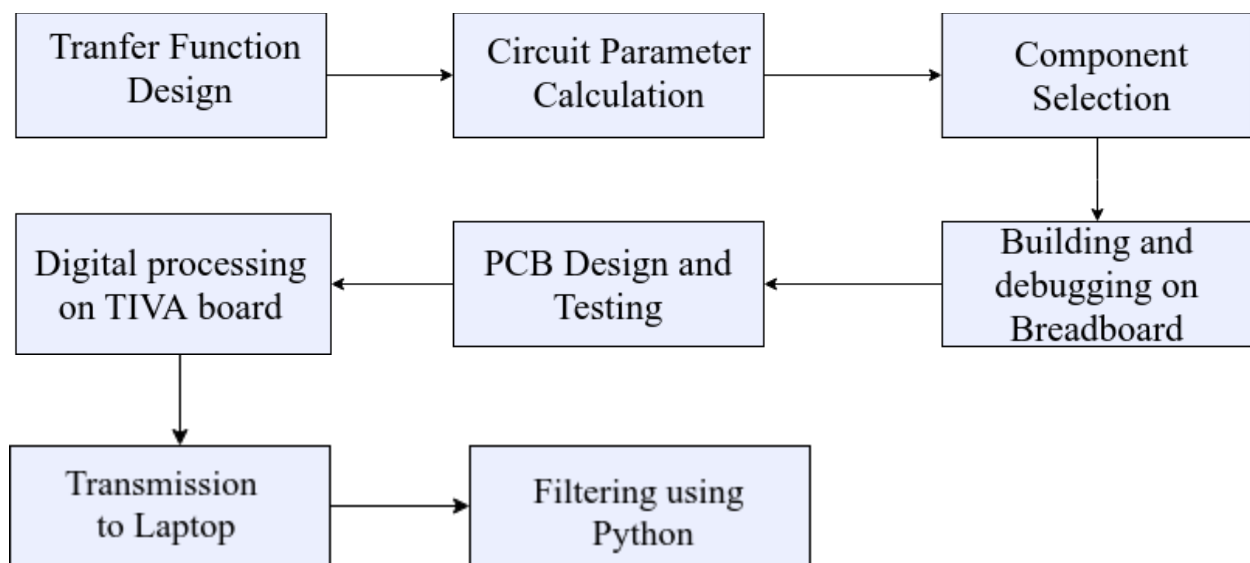 Tranfer Function
Design
Circuit Parameter
Calculation
Component
Selection
Digital processing
on TIVA board
PCB Design and
Testing
Building and
debugging on
Breadboard
Transmission
to Laptop
Filtering using
Python